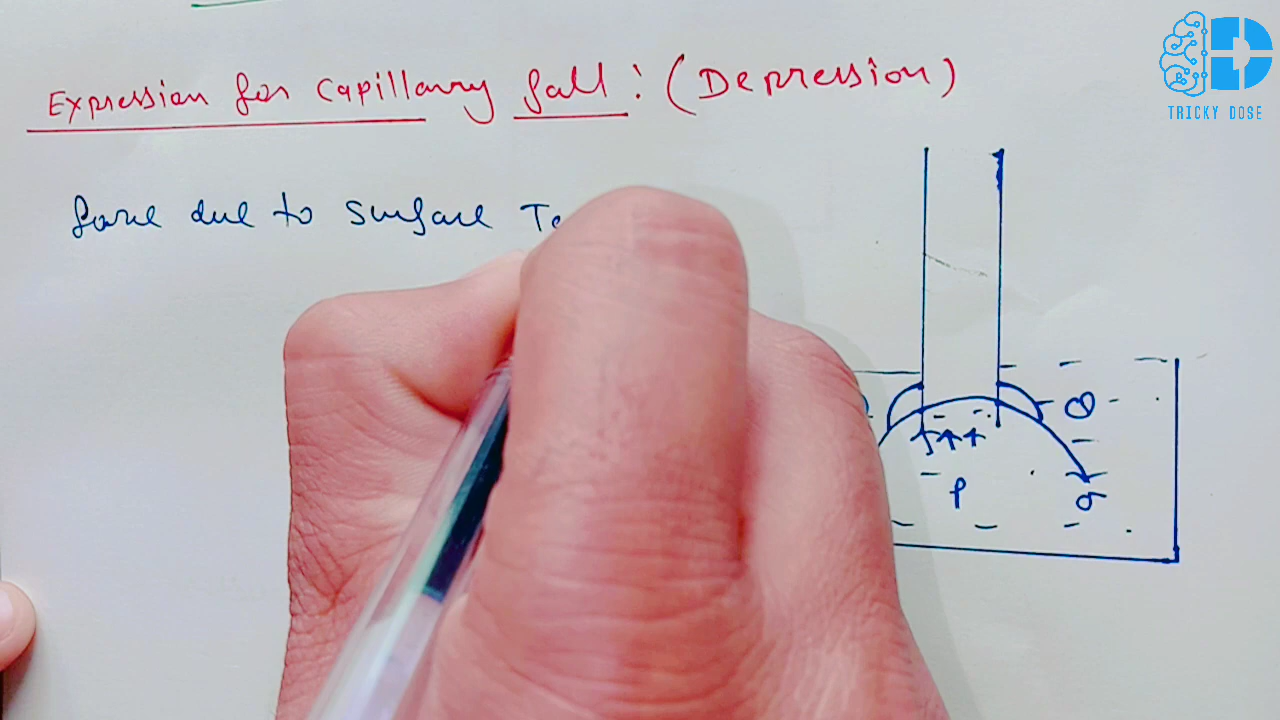 TRICKY DOSE
Expression for Capillary fall : (Depression)
force due to Surface Te
θ
ρ
σ